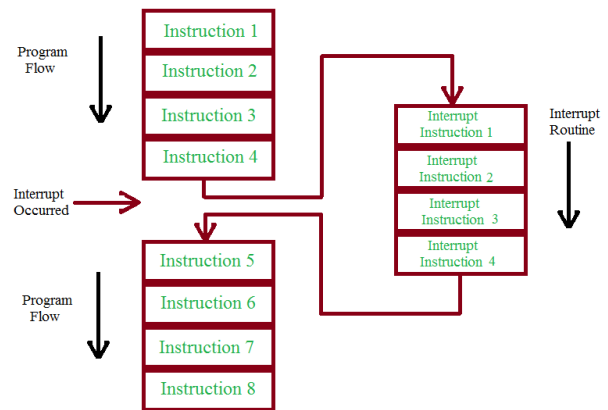 Program
Flow
Instruction 1
Instruction 2
Instruction 3
Instruction 4
Interrupt
Occurred
Interrupt
Instruction 1
Interrupt
Instruction 2
Interrupt
Instruction 3
Interrupt
Instruction 4
Interrupt
Routine
Program
Flow
Instruction 5
Instruction 6
Instruction 7
Instruction 8